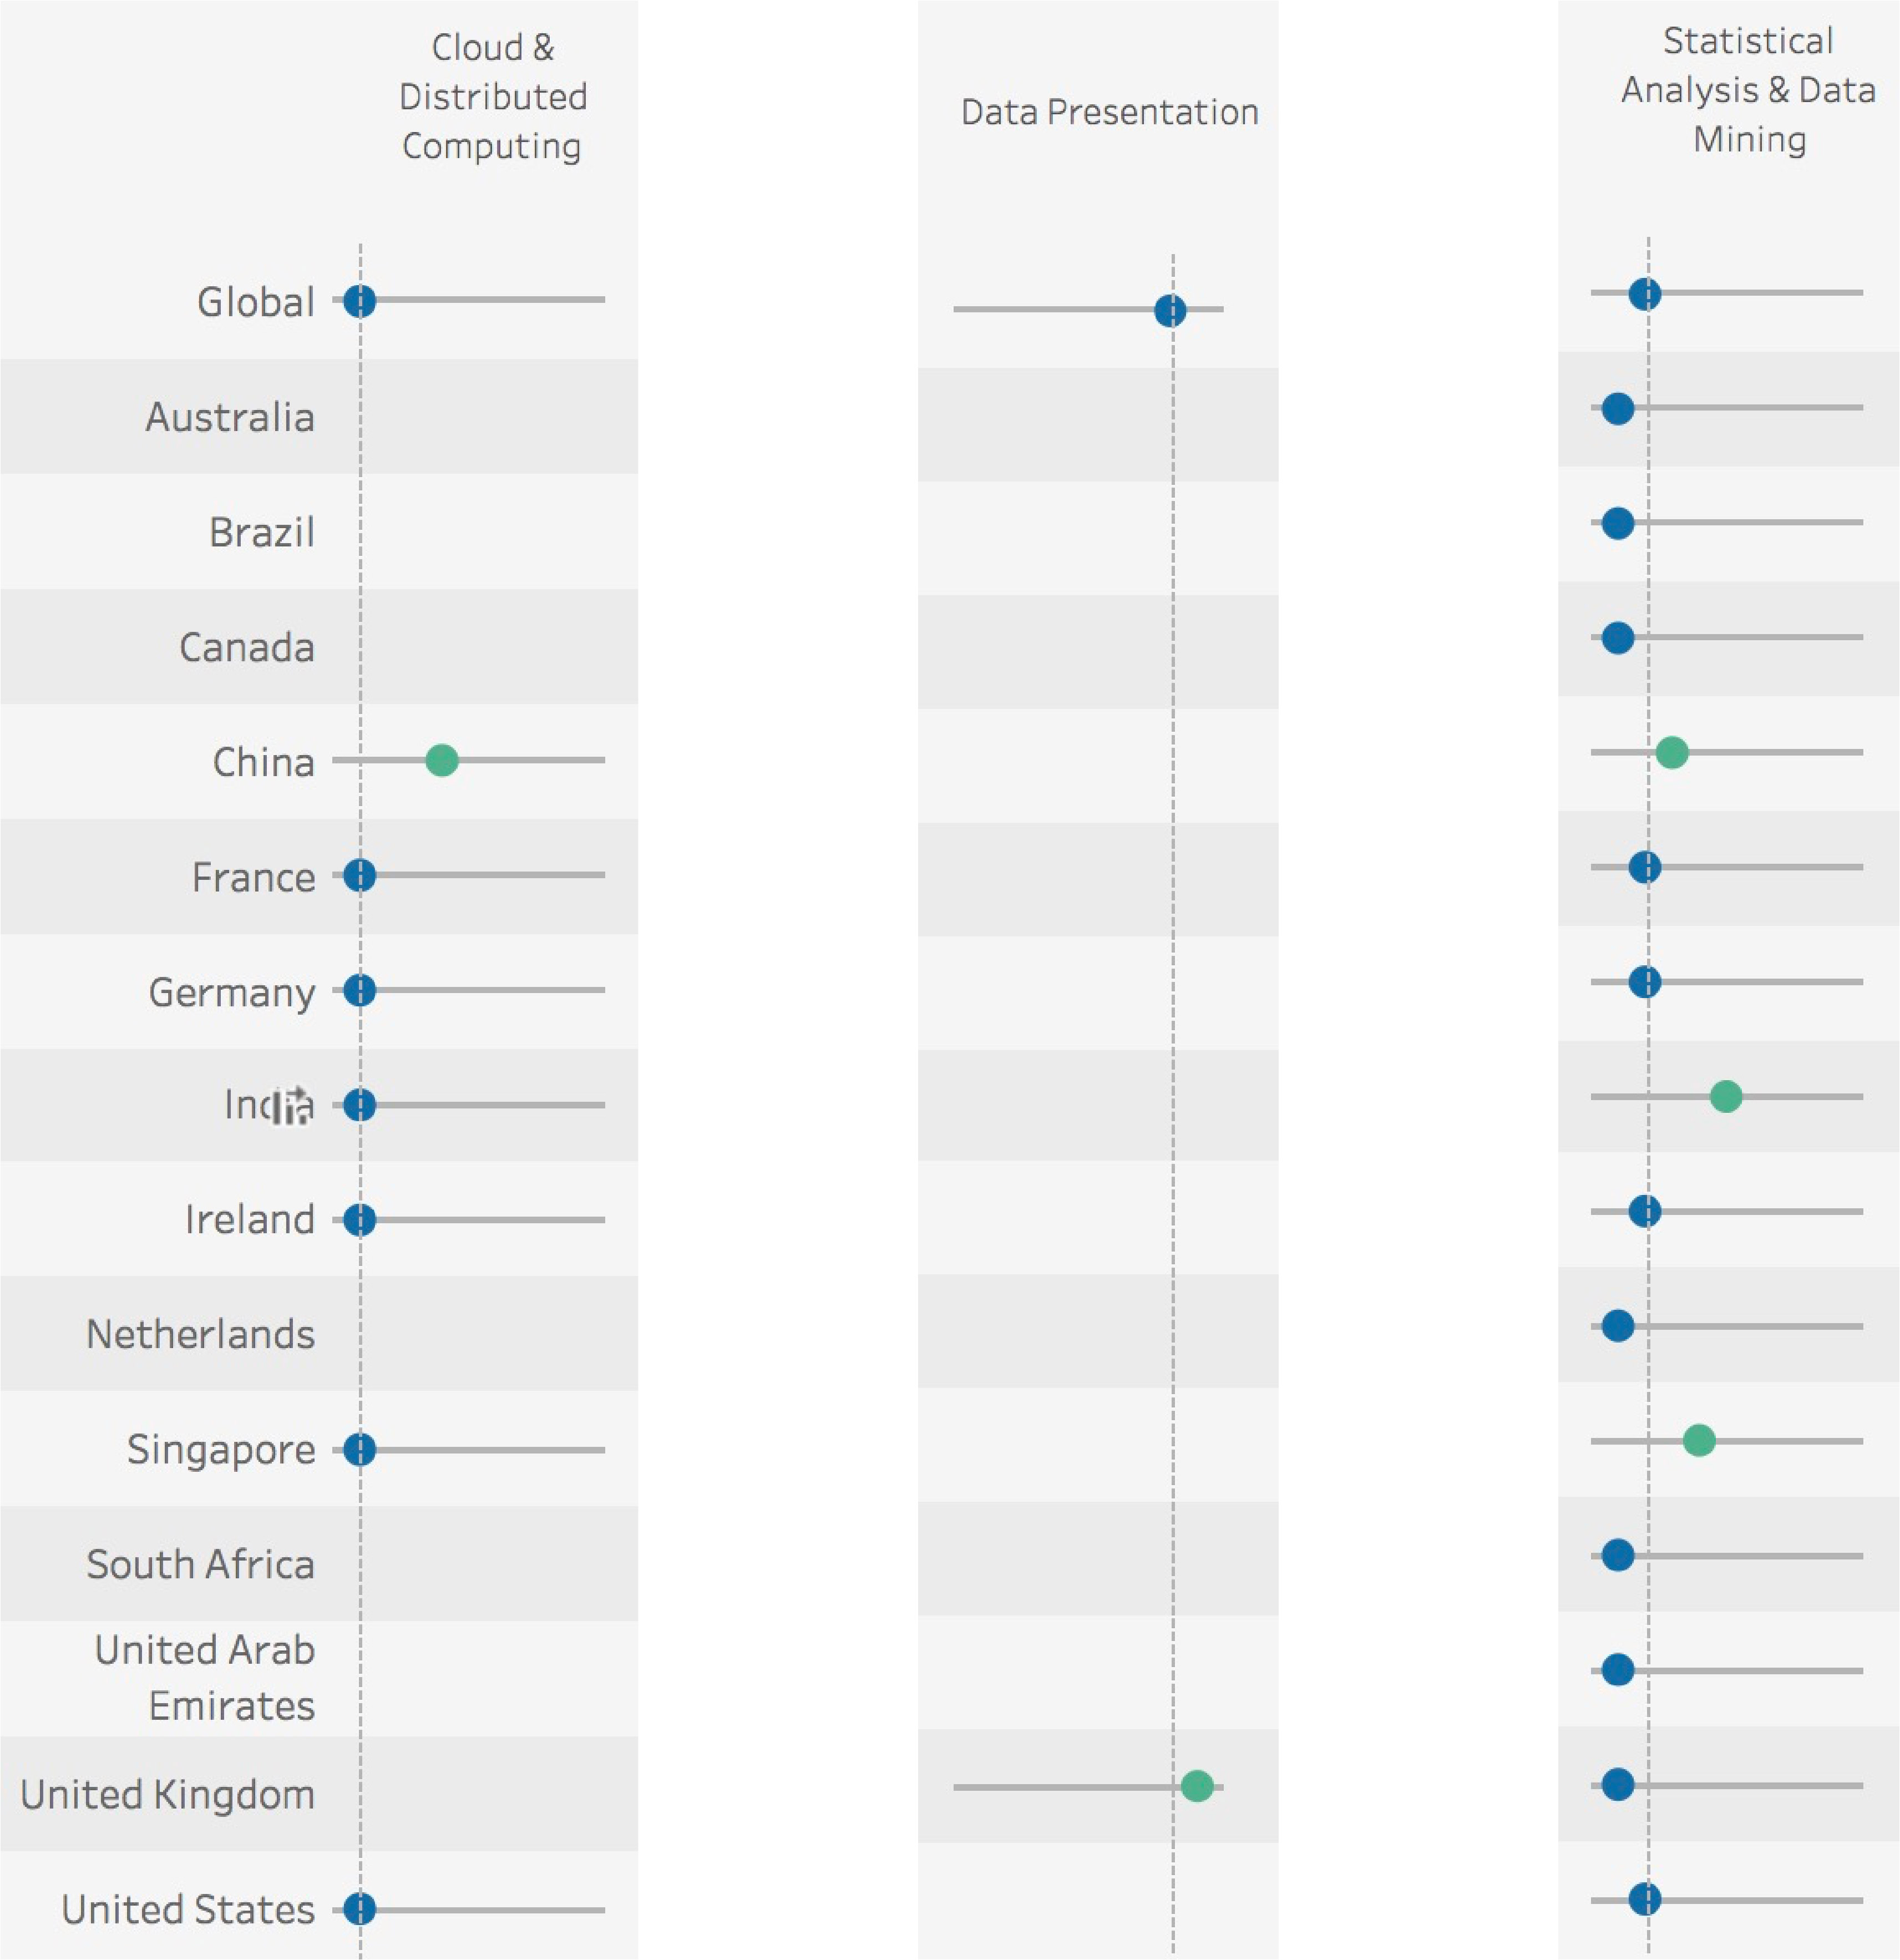 Cloud &
Distributed
Computing
Data Presentation
Statistical
Analysis & Data
Mining
Global
Australia
Brazil
Canada
China
France
Germany
India
Ireland
Netherlands
Singapore
South Africa
United Arab
Emirates
United Kingdom
United States